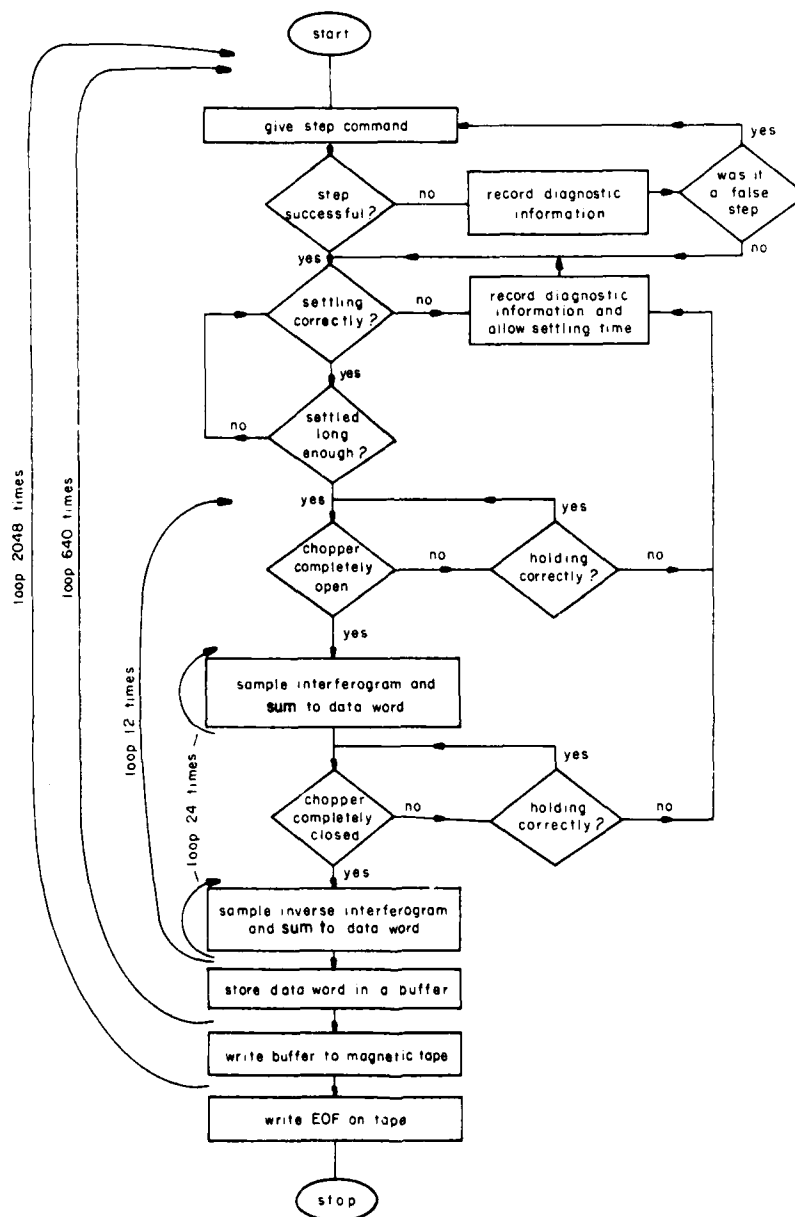 start
give step command
yes
step
successful?
no
record diagnostic
information
was it
a false
step
yes
no
settling
correctly?
no
record diagnostic
information and
allow settling time
yes
settled
long
enough?
no
yes
yes
chopper
completely
open
no
holding
correctly?
no
yes
sample interferogram and
sum to data word
yes
chopper
completely
closed
no
holding
correctly?
no
yes
sample inverse interferogram
and sum to data word
store data word in a buffer
write buffer to magnetic tape
write EOF on tape
stop
loop 2048 times
loop 640 times
loop 12 times
loop 24 times